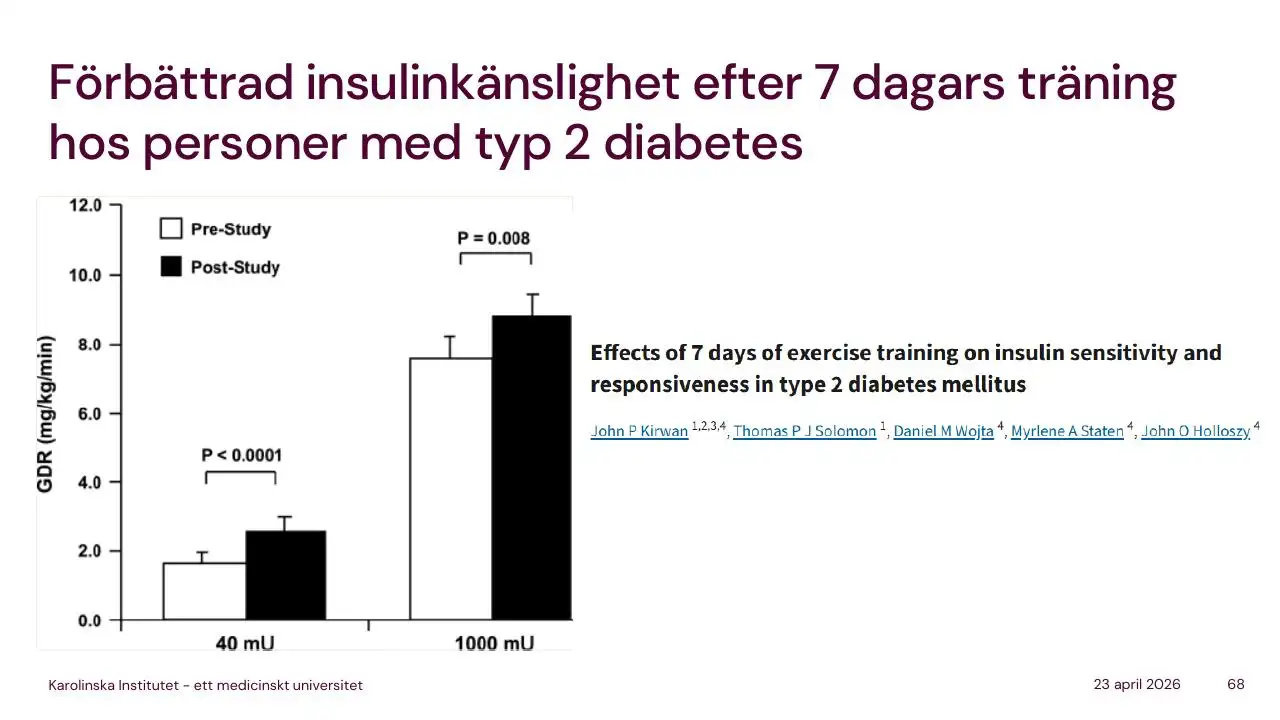 Förbättrad insulinkänslighet efter 7 dagars träning
hos personer med typ 2 diabetes
12.0
Pre-Study
Post-Study
P = 0.008
10.0
8.0
GDR (mg/kg/min)
6.0
P < 0.0001
4.0
2.0
0.0
40 mU
1000 mU
Effects of 7 days of exercise training on insulin sensitivity and
responsiveness in type 2 diabetes mellitus
John P Kirwan 1,2,3,4, Thomas P J Solomon 1, Daniel M Wojta 4, Myrlene A Staten 4, John O Holloszy 4
Karolinska Institutet – ett medicinskt universitet
23 april 2026
68